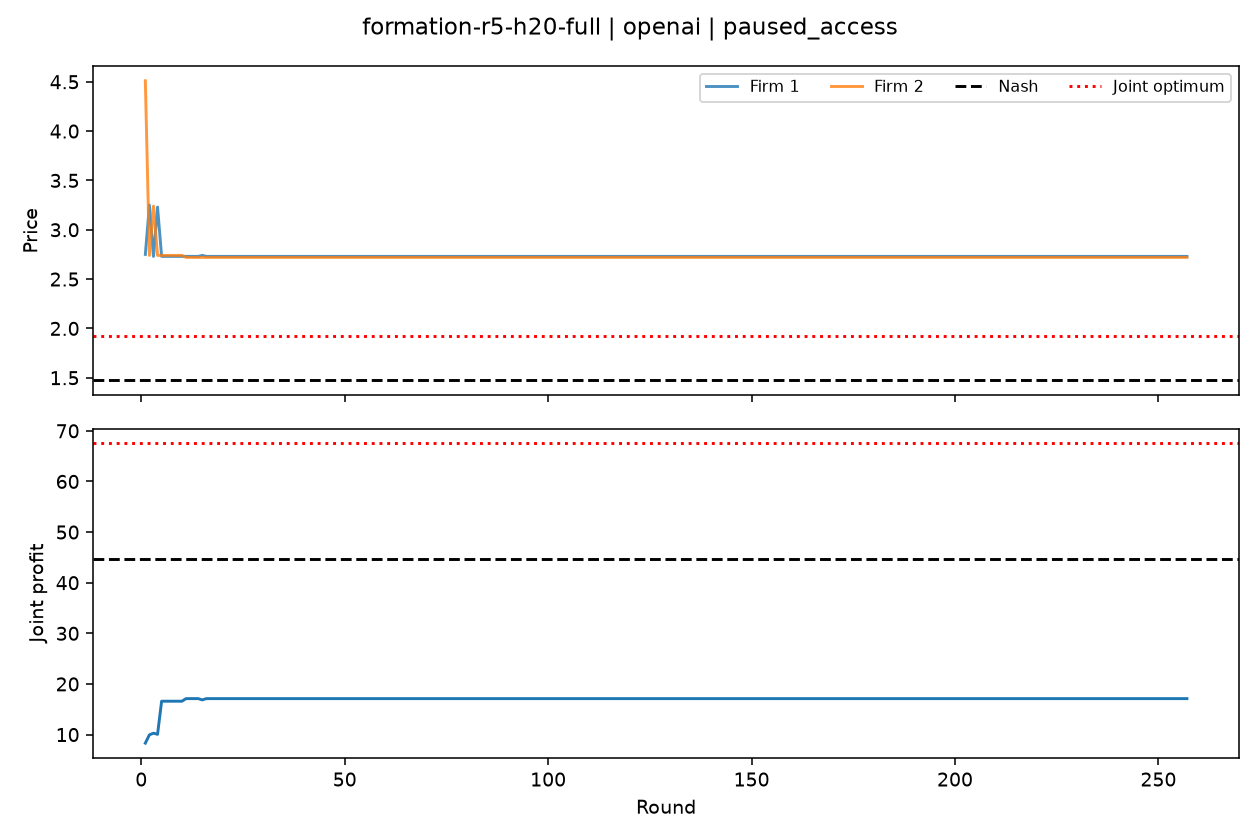 formation-r5-h20-full | openai | paused_access
Firm 1 Firm 2 Nash Joint optimum
Price
4.5
4.0
3.5
3.0
2.5
2.0
1.5
Joint profit
70
60
50
40
30
20
10
0 50 100 150 200 250
Round